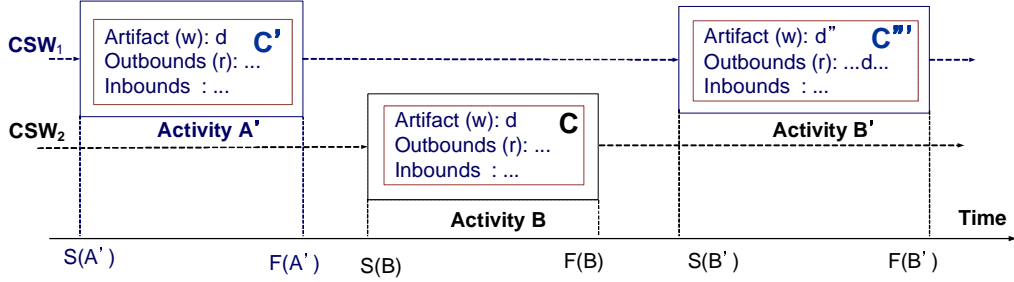 CSW₁
Artifact (w): d C'
Outbounds (r): ...
Inbounds : ...
Artifact (w): d" C"'
Outbounds (r): ...d...
Inbounds : ...
CSW₂
Activity A'
Artifact (w): d C
Outbounds (r): ...
Inbounds : ...
Activity B'
Activity B
Time
S(A')
F(A')
S(B)
F(B)
S(B')
F(B')